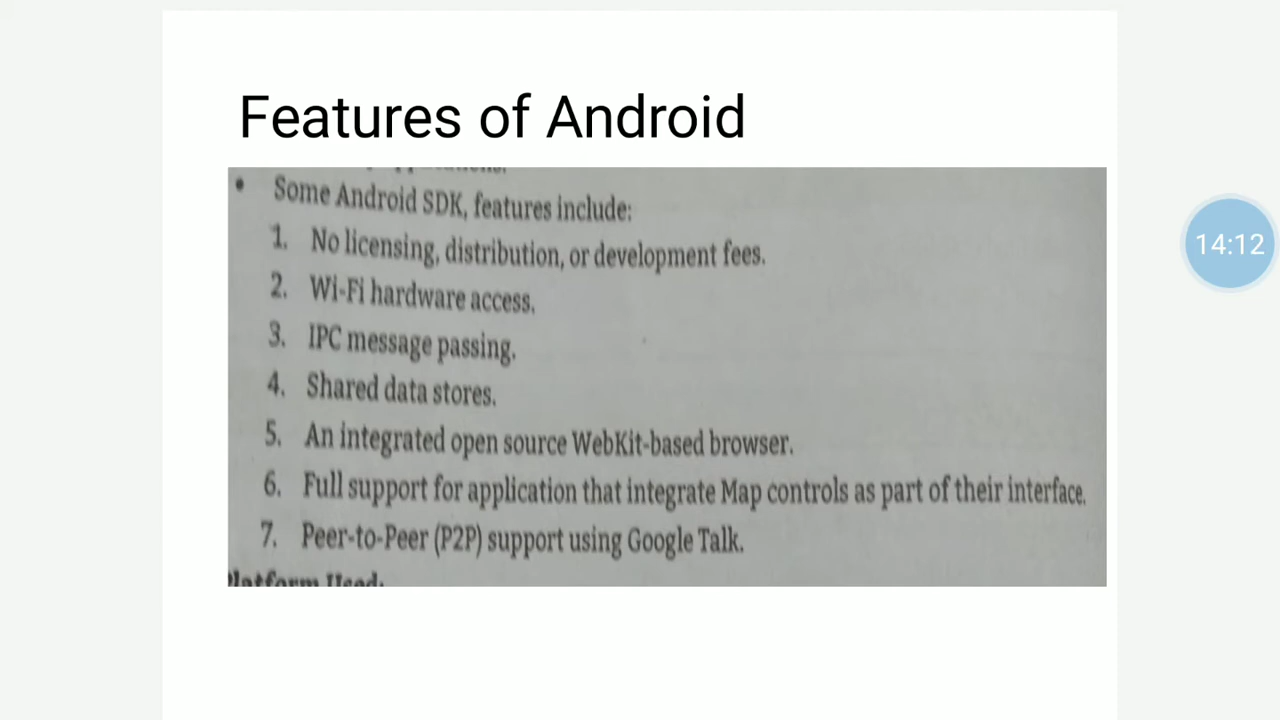 Features of Android
• Some Android SDK, features include:
1. No licensing, distribution, or development fees.
2. Wi-Fi hardware access.
3. IPC message passing.
4. Shared data stores.
5. An integrated open source WebKit-based browser.
6. Full support for application that integrate Map controls as part of their interface.
7. Peer-to-Peer (P2P) support using Google Talk.
Platform Used:
14:12